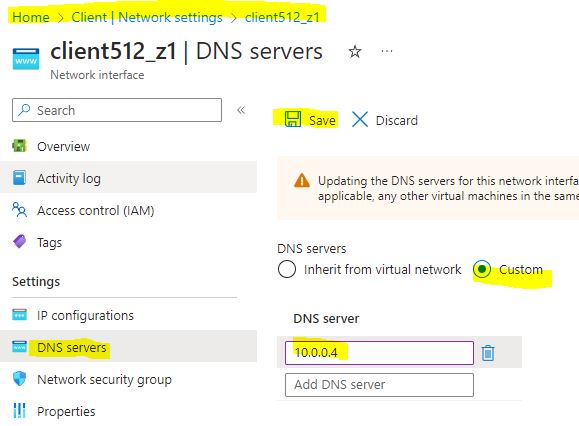 Home > Client | Network settings > client512_z1
client512_z1 | DNS servers
Network interface
Search
Overview
Activity log
Access control (IAM)
Tags
Settings
IP configurations
DNS servers
Network security group
Properties
Save
Discard
Updating the DNS servers for this network interfa
applicable, any other virtual machines in the same
DNS servers
Inherit from virtual network
Custom
DNS server
10.0.0.4
Add DNS server